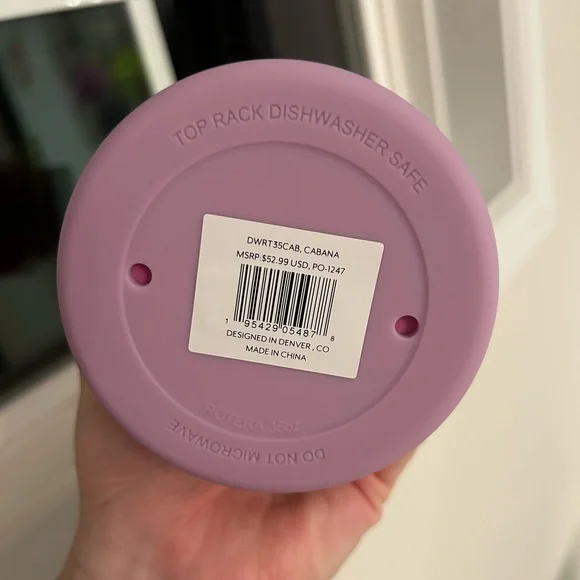 TOP RACK DISHWASHER SAFE
DWRT35CAB, CABANA
MSRP-$52.99 USD, PO-1247
1 95429 05487 8
DESIGNED IN DENVER, CO
MADE IN CHINA
DO NOT MICROWAVE